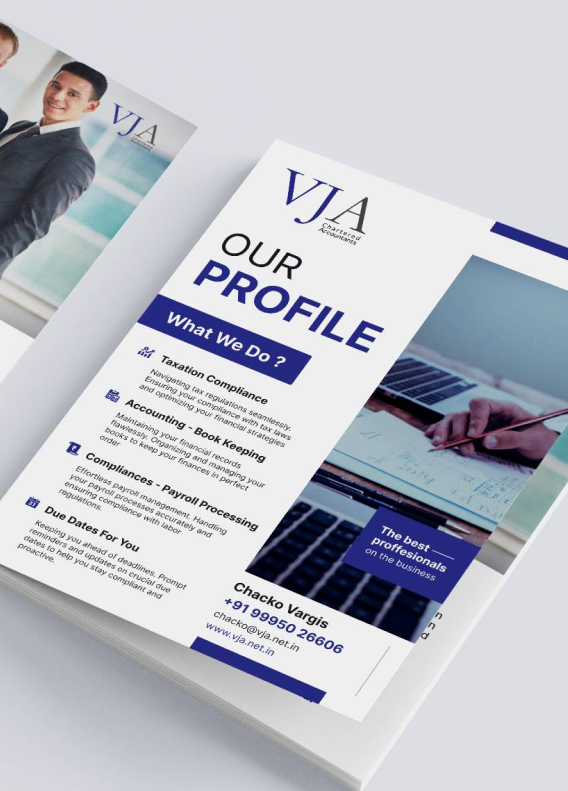 VJA
VJA
Chartered
Accountants
OUR
PROFILE
What We Do ?
Taxation Compliance
Navigating tax regulations seamlessly.
Ensuring your compliance with tax laws
and optimizing your financial strategies
Accounting - Book Keeping
Maintaining your financial records
flawlessly. Organizing and managing your
books to keep your finances in perfect
order.
Compliances - Payroll Processing
Effortless payroll management. Handling
your payroll processes accurately and
ensuring compliance with labor
regulations.
Due Dates For You
Keeping you ahead of deadlines. Prompt
reminders and updates on crucial due
dates to help you stay compliant and
proactive.
The best
proffesionals
on the business
Chacko Vargis
+91 99950 26606
chacko@vja.net.in
www.vja.net.in